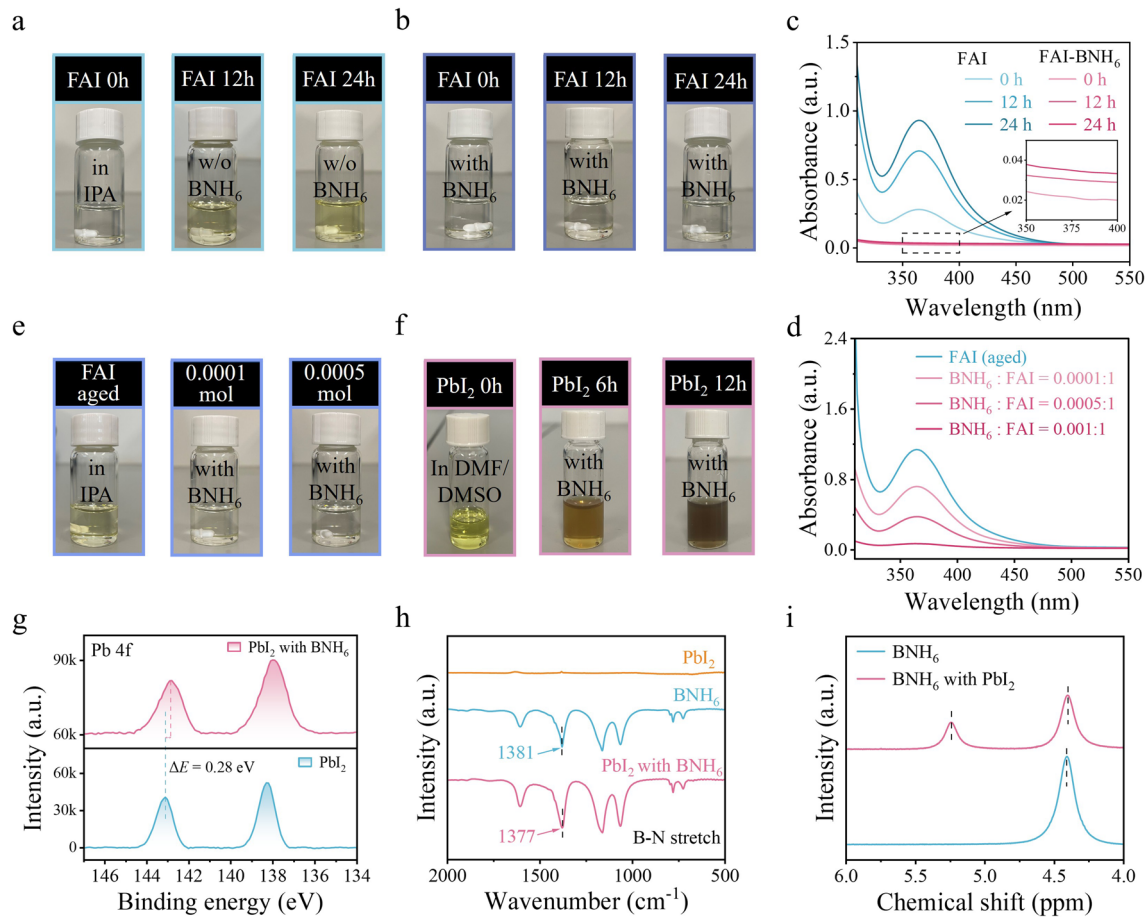 a
FAI 0h
in
IPA
FAI 12h
w/o
BNH₆
FAI 24h
w/o
BNH₆
b
FAI 0h
with
BNH₆
FAI 12h
with
BNH₆
FAI 24h
with
BNH₆
c
Absorbance (a.u.)
1.5
1.0
0.5
0.0
FAI FAI-BNH₆
0 h 0 h
12 h 12 h
24 h 24 h
0.04
0.02
350 375 400
350 400 450 500 550
Wavelength (nm)
e
FAI
aged
in
IPA
0.0001
mol
with
BNH₆
0.0005
mol
with
BNH₆
f
PbI₂ 0h
In DMF/
DMSO
PbI₂ 6h
with
BNH₆
PbI₂ 12h
with
BNH₆
d
Absorbance (a.u.)
2.4
1.6
0.8
0.0
FAI (aged)
BNH₆ : FAI = 0.0001:1
BNH₆ : FAI = 0.0005:1
BNH₆ : FAI = 0.001:1
350 400 450 500 550
Wavelength (nm)
g
Intensity (a.u.)
Pb 4f
PbI₂ with BNH₆
90k
60k
ΔE = 0.28 eV
PbI₂
60k
30k
0
146 144 142 140 138 136 134
Binding energy (eV)
h
Intensity (a.u.)
PbI₂
BNH₆
1381
PbI₂ with BNH₆
1377
B-N stretch
2000 1500 1000 500
Wavenumber (cm⁻¹)
i
Intensity (a.u.)
BNH₆
BNH₆ with PbI₂
6.0 5.5 5.0 4.5 4.0
Chemical shift (ppm)